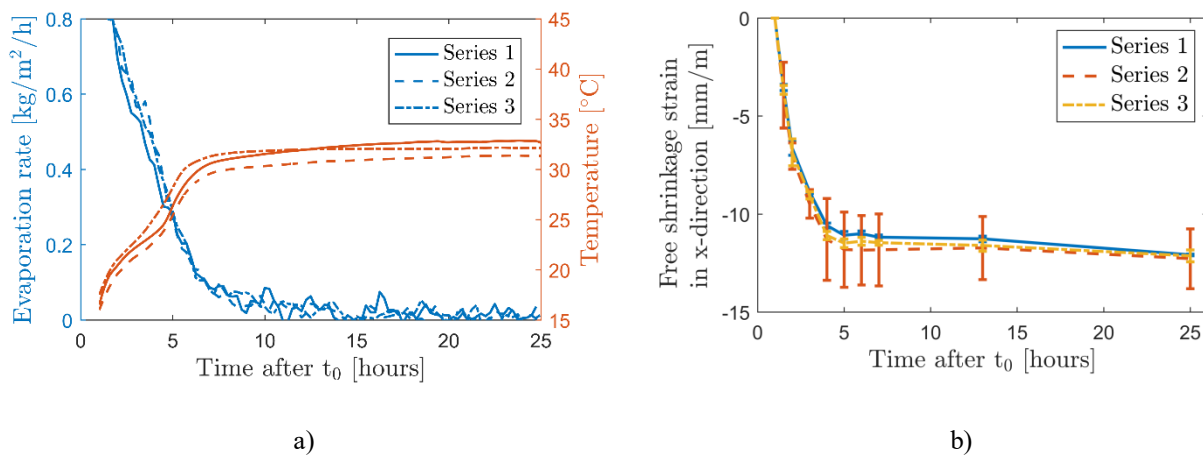 Evaporation rate [kg/m²/h]
0.8
0.6
0.4
0.2
0
0
5
10
15
20
25
Time after t₀ [hours]
45
40
35
30
25
20
15
Temperature [°C]
Series 1
Series 2
Series 3
a)
Free shrinkage strain
in x-direction [mm/m]
0
-5
-10
-15
0
5
10
15
20
25
Time after t₀ [hours]
Series 1
Series 2
Series 3
b)